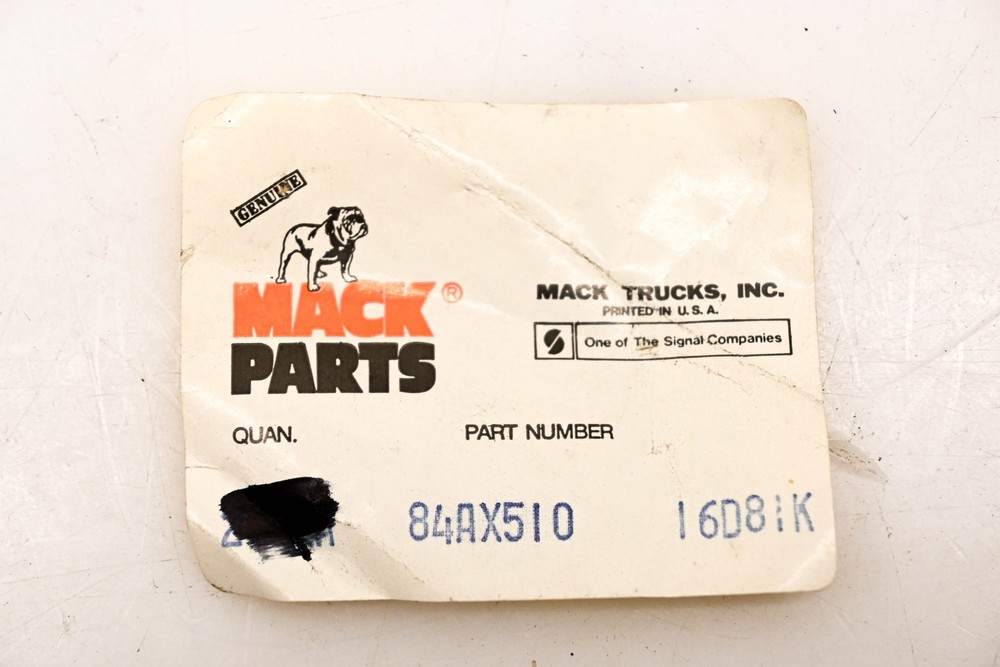 GENUINE
MACK®
PARTS
MACK TRUCKS, INC.
PRINTED IN U.S.A.
One of The Signal Companies
QUAN. PART NUMBER
84AX510 16D81K